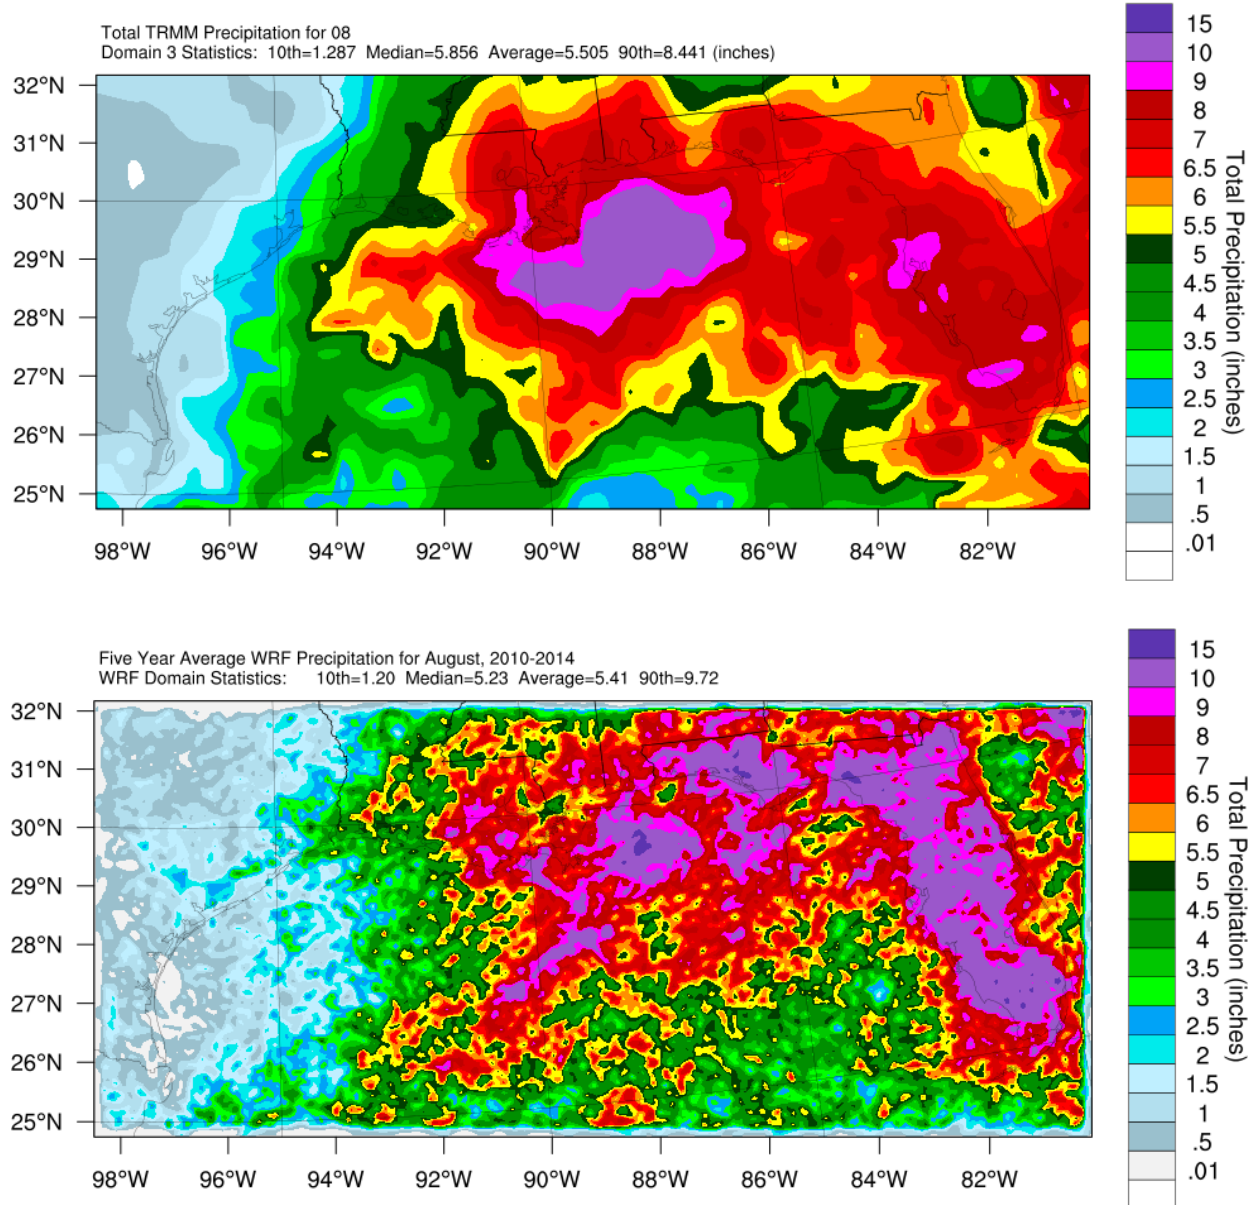 Total TRMM Precipitation for 08
Domain 3 Statistics: 10th=1.287 Median=5.856 Average=5.505 90th=8.441 (inches)
32°N
31°N
30°N
29°N
28°N
27°N
26°N
25°N
98°W 96°W 94°W 92°W 90°W 88°W 86°W 84°W 82°W
15
10
9
8
7
6.5
6
5.5
5
4.5
4
3.5
3
2.5
2
1.5
1
.5
.01
Total Precipitation (inches)
Five Year Average WRF Precipitation for August, 2010-2014
WRF Domain Statistics: 10th=1.20 Median=5.23 Average=5.41 90th=9.72
32°N
31°N
30°N
29°N
28°N
27°N
26°N
25°N
98°W 96°W 94°W 92°W 90°W 88°W 86°W 84°W 82°W
15
10
9
8
7
6.5
6
5.5
5
4.5
4
3.5
3
2.5
2
1.5
1
.5
.01
Total Precipitation (inches)